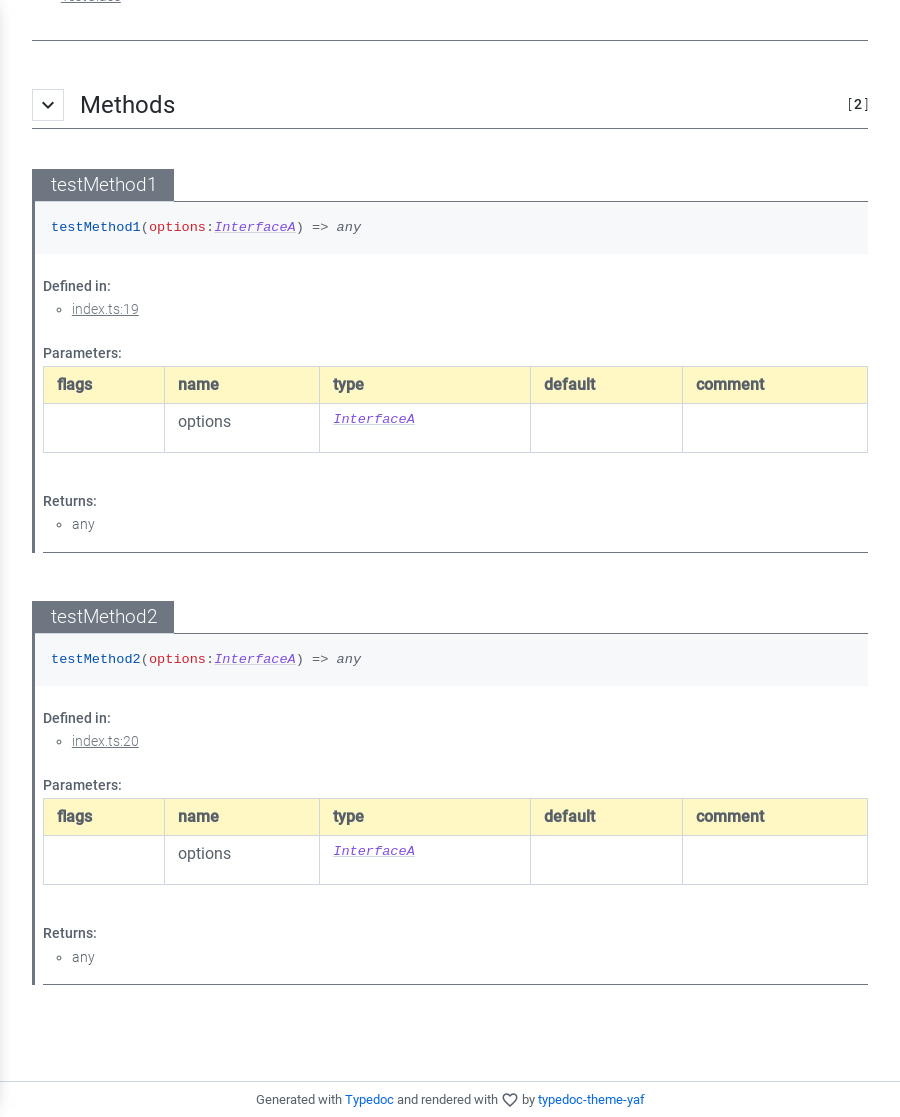 Methods [2]
testMethod1
testMethod1(options:InterfaceA) => any
Defined in:
index.ts:19
Parameters:
flags name type default comment
options InterfaceA
Returns:
any
testMethod2
testMethod2(options:InterfaceA) => any
Defined in:
index.ts:20
Parameters:
flags name type default comment
options InterfaceA
Returns:
any
Generated with Typedoc and rendered with by typedoc-theme-yaf